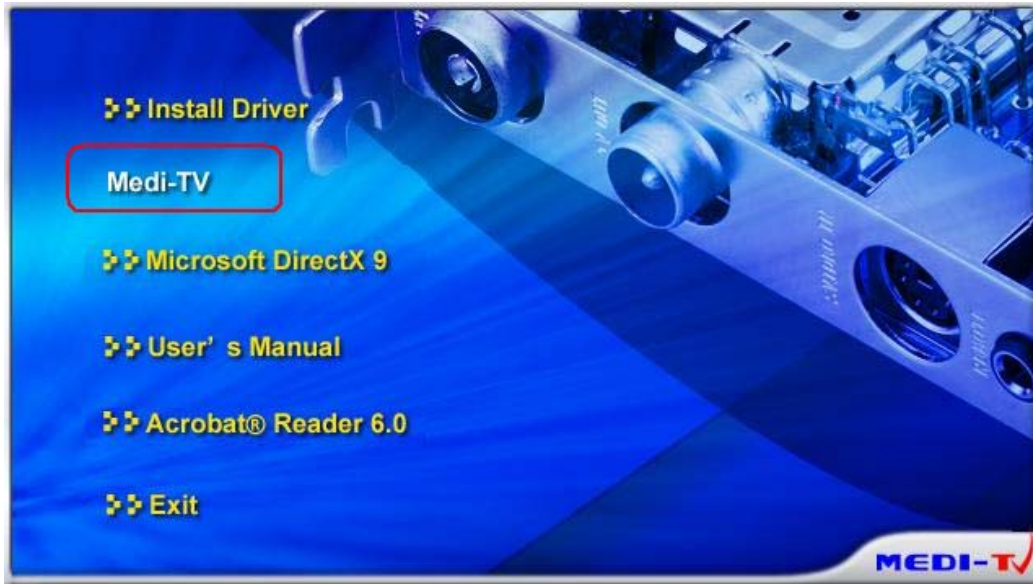 Install Driver
Medi-TV
Microsoft DirectX 9
User’ s Manual
Acrobat® Reader 6.0
Exit
MEDI-TV